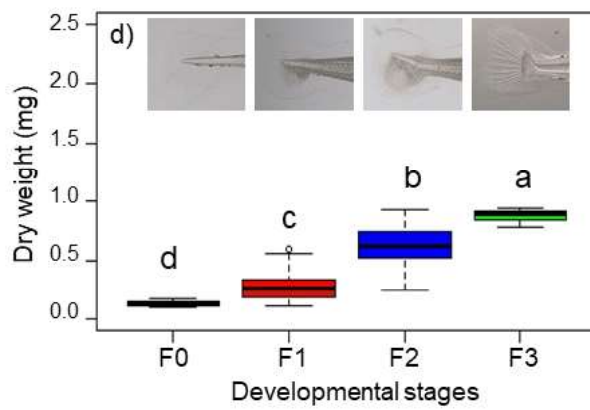 d)
2.5
2.0
1.5
1.0
0.5
0.0
Dry weight (mg)
d
c
b
a
F0 F1 F2 F3
Developmental stages